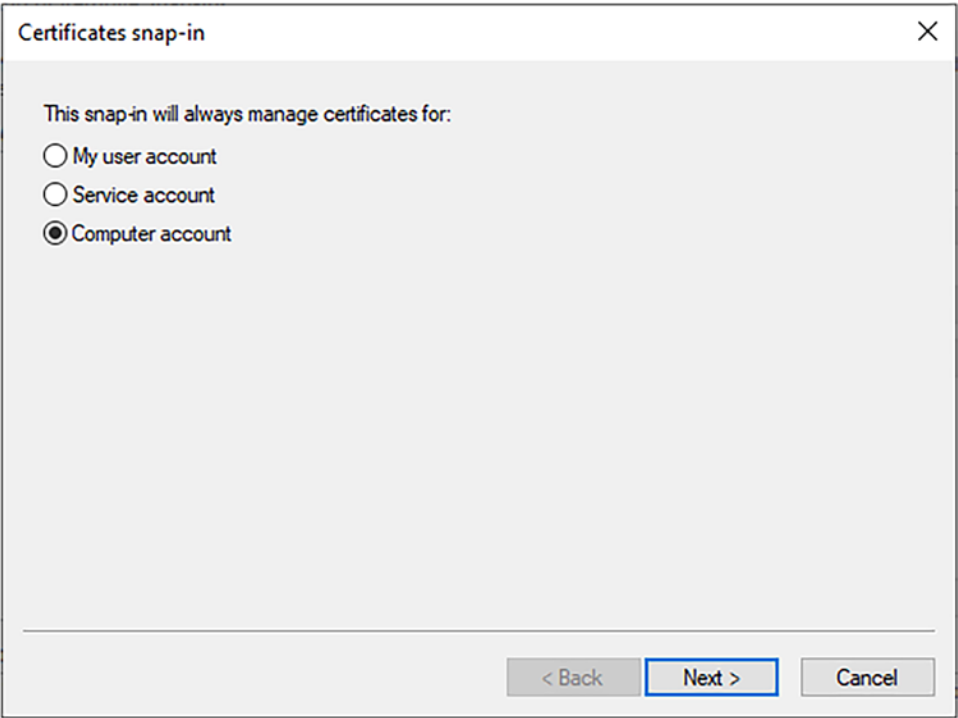 Certificates snap-in
This snap-in will always manage certificates for:
My user account
Service account
Computer account
< Back Next > Cancel